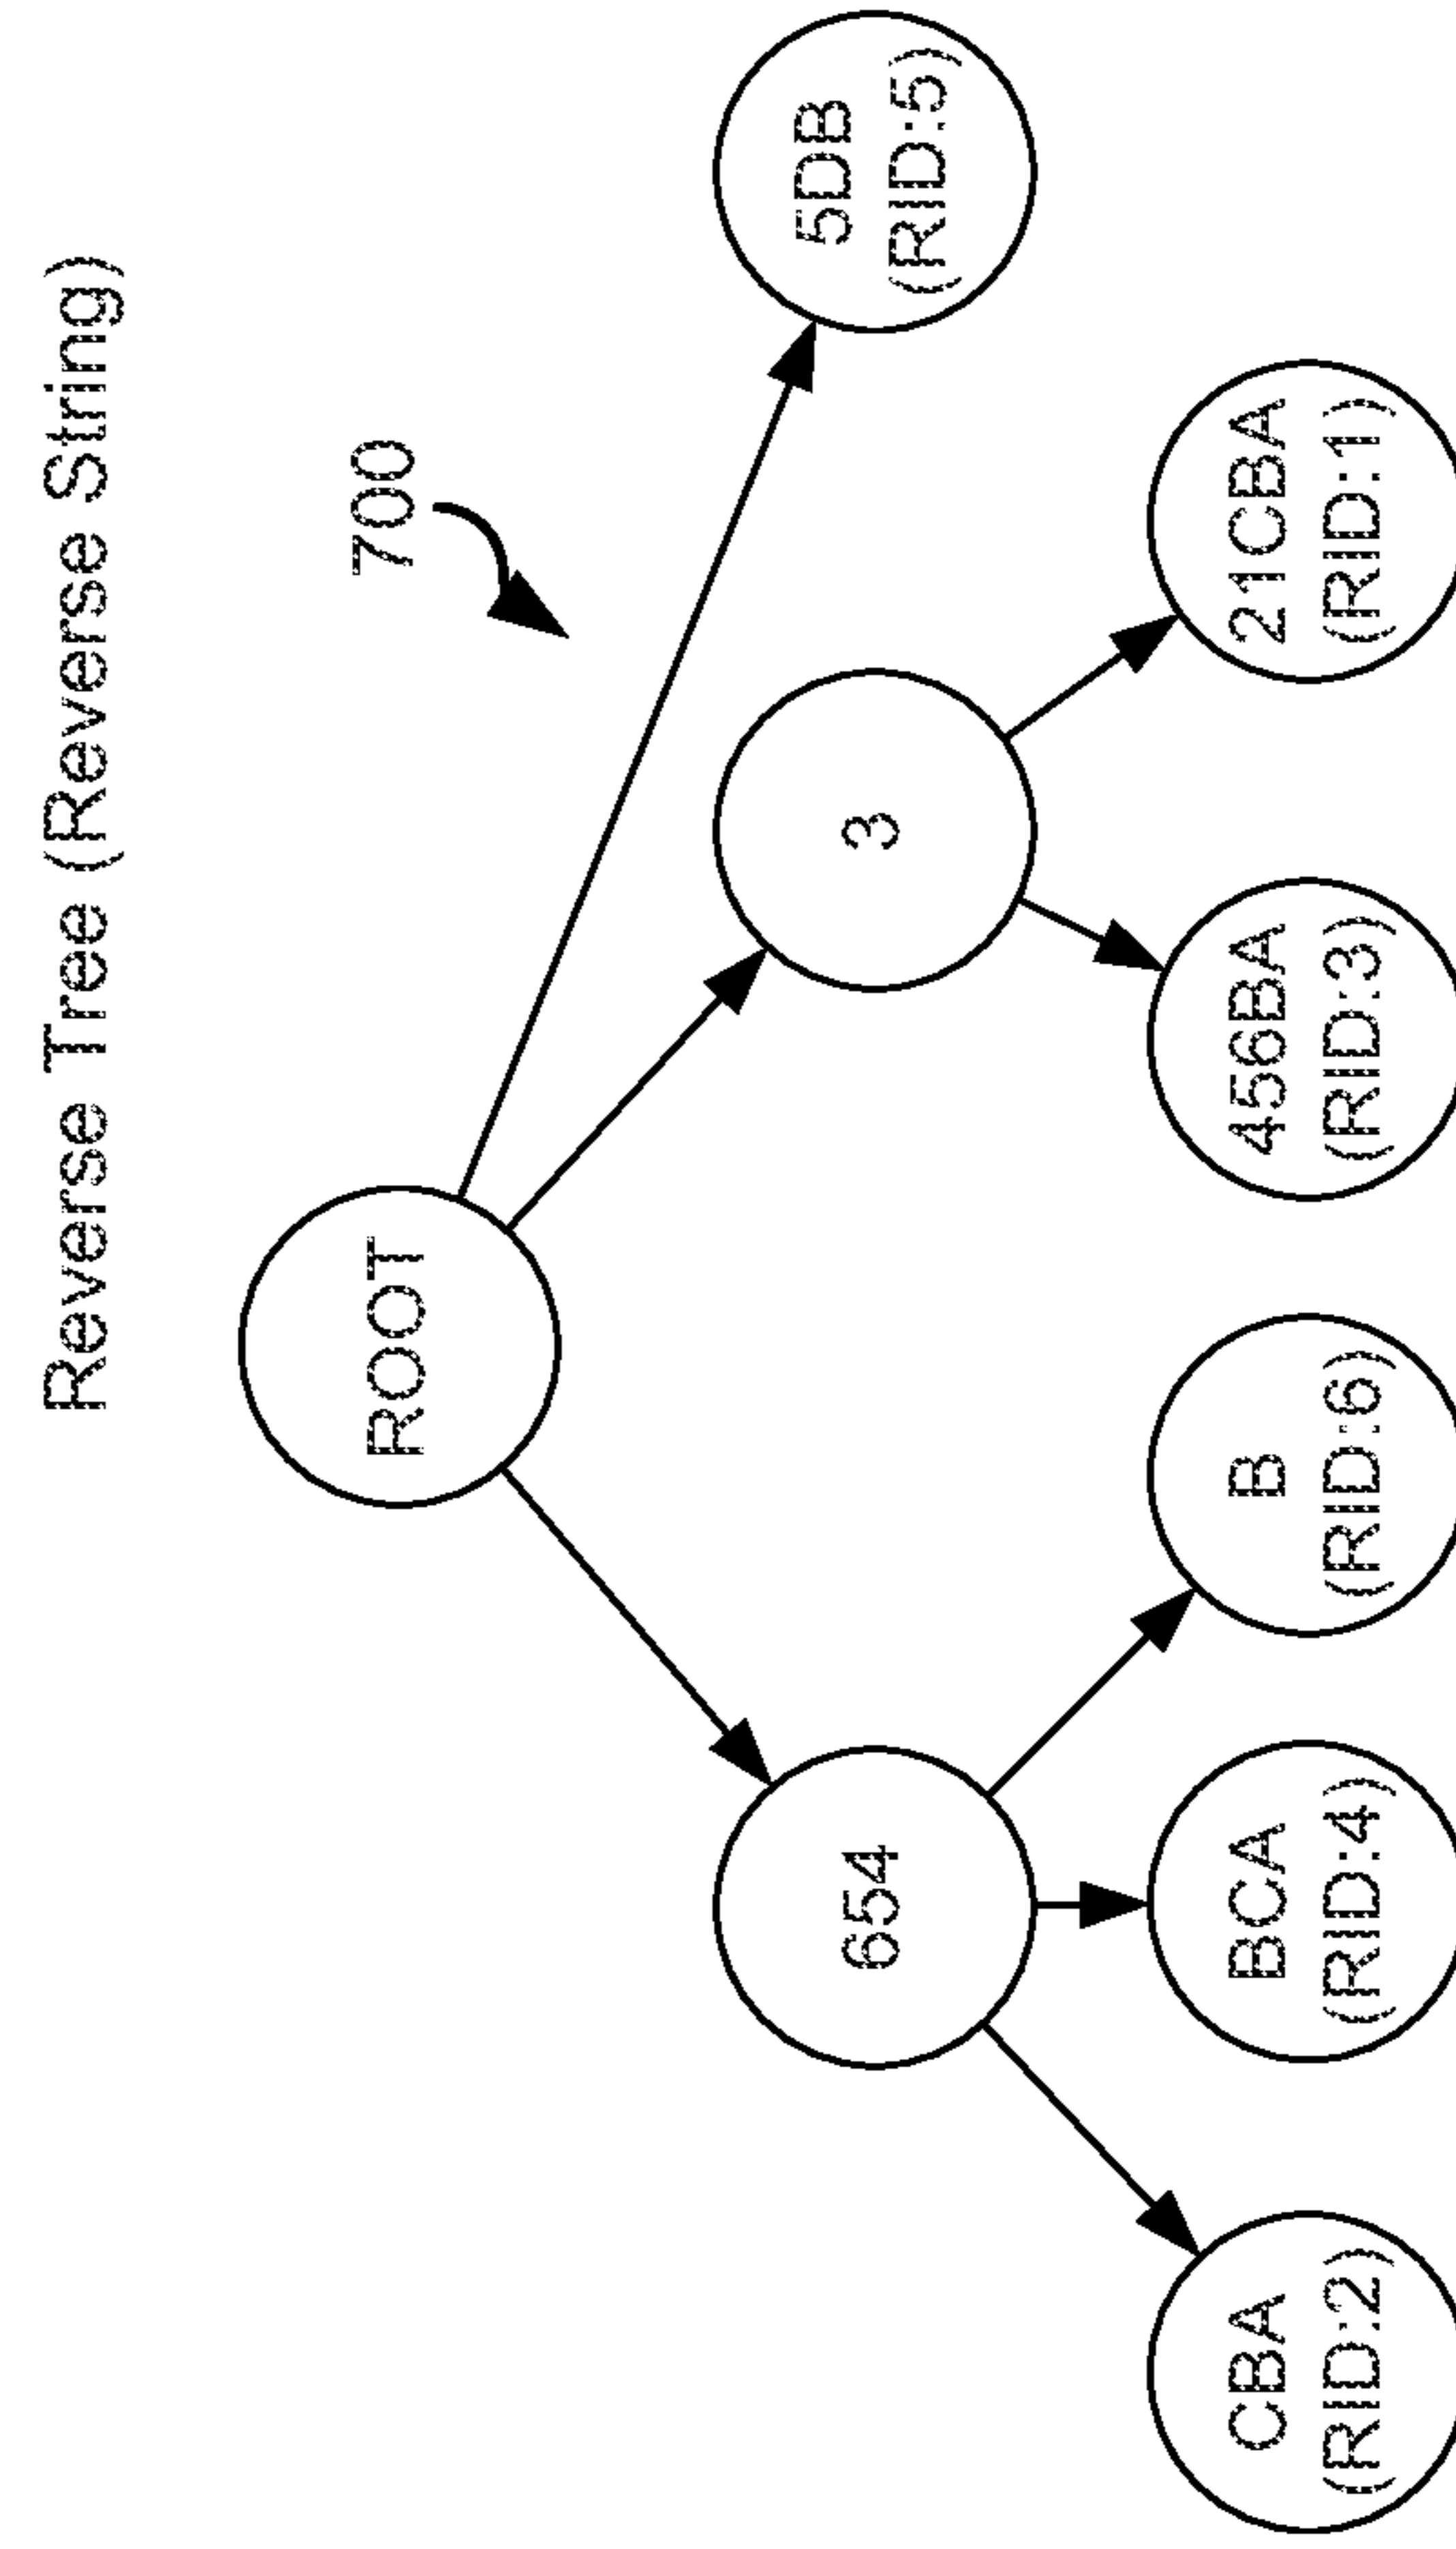 Reverse Tree (Reverse String)
700
ROOT
654
3
5DB
(RID:5)
CBA
(RID:2)
BCA
(RID:4)
B
(RID:6)
456BA
(RID:3)
21CBA
(RID:1)